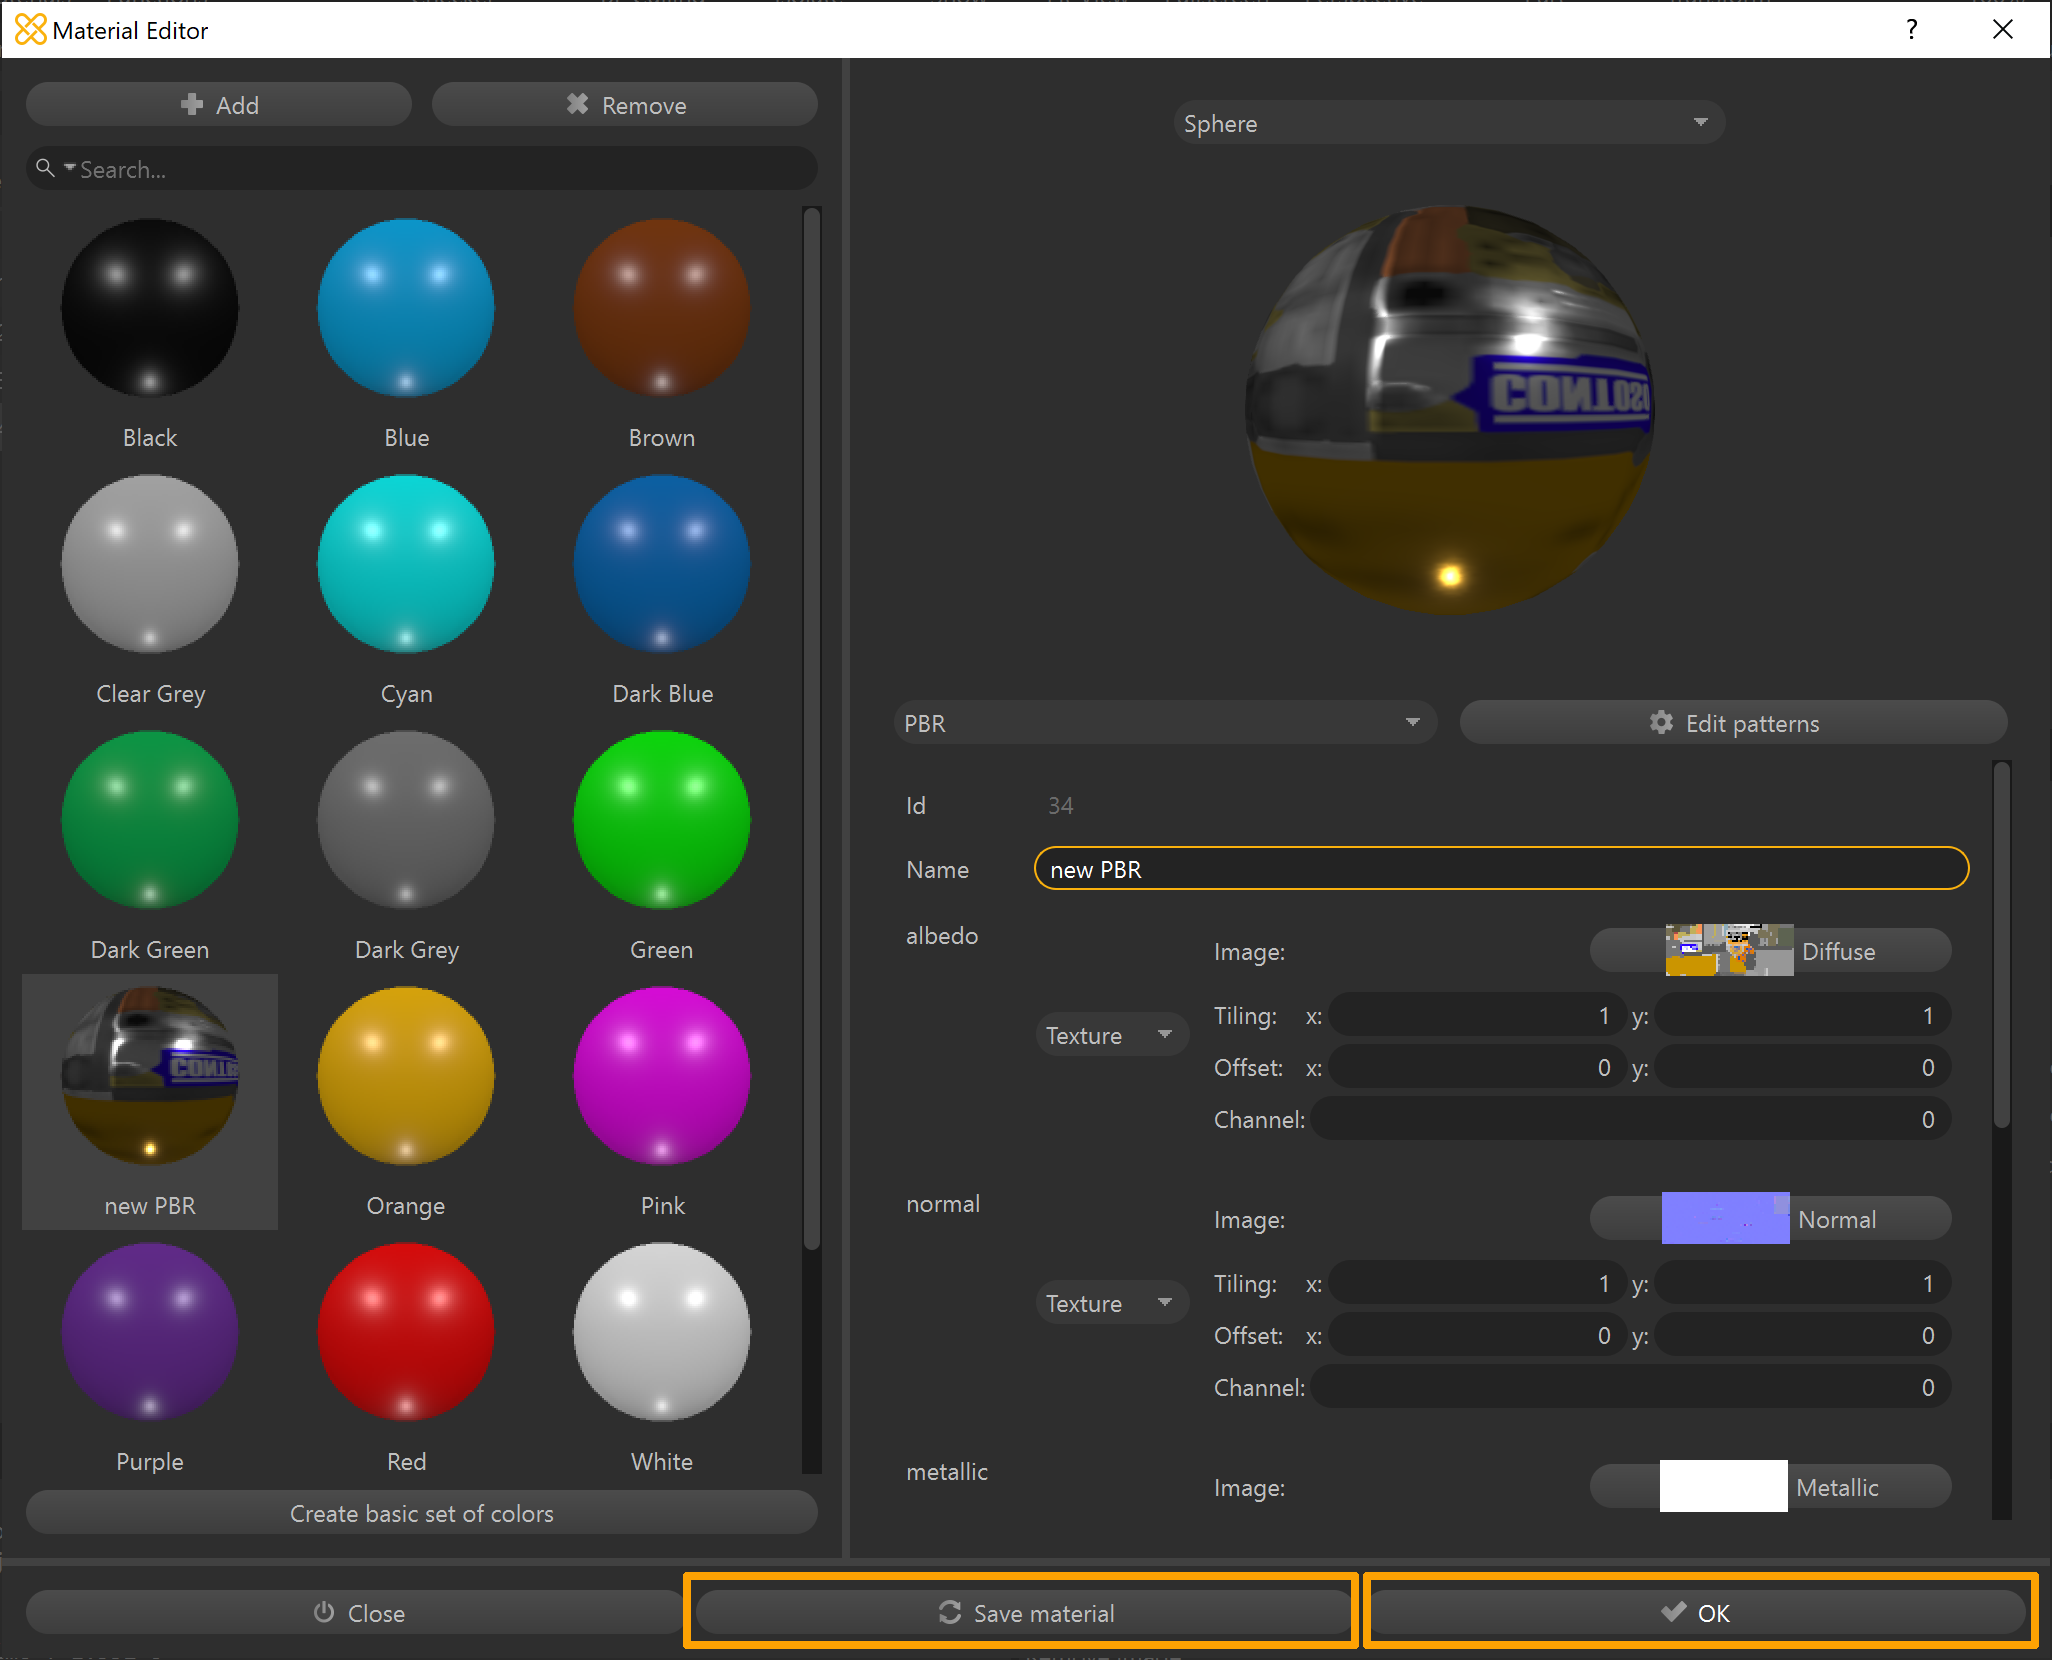 Material Editor
?
Add
Remove
Search...
Black
Blue
Brown
Clear Grey
Cyan
Dark Blue
Dark Green
Dark Grey
Green
new PBR
Orange
Pink
Purple
Red
White
Create basic set of colors
Sphere
CONTOSO
PBR
Edit patterns
Id 34
Name new PBR
albedo
Image: Diffuse
Texture
Tiling: x: 1 y: 1
Offset: x: 0 y: 0
Channel: 0
normal
Image: Normal
Texture
Tiling: x: 1 y: 1
Offset: x: 0 y: 0
Channel: 0
metallic
Image: Metallic
Close
Save material
OK